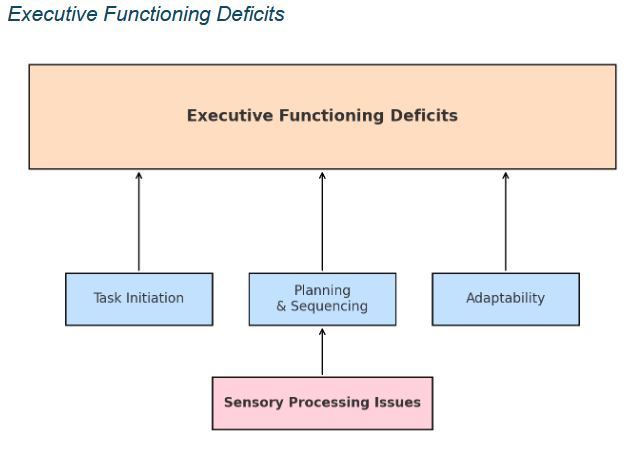 Executive Functioning Deficits
Executive Functioning Deficits
Task Initiation
Planning
& Sequencing
Adaptability
Sensory Processing Issues